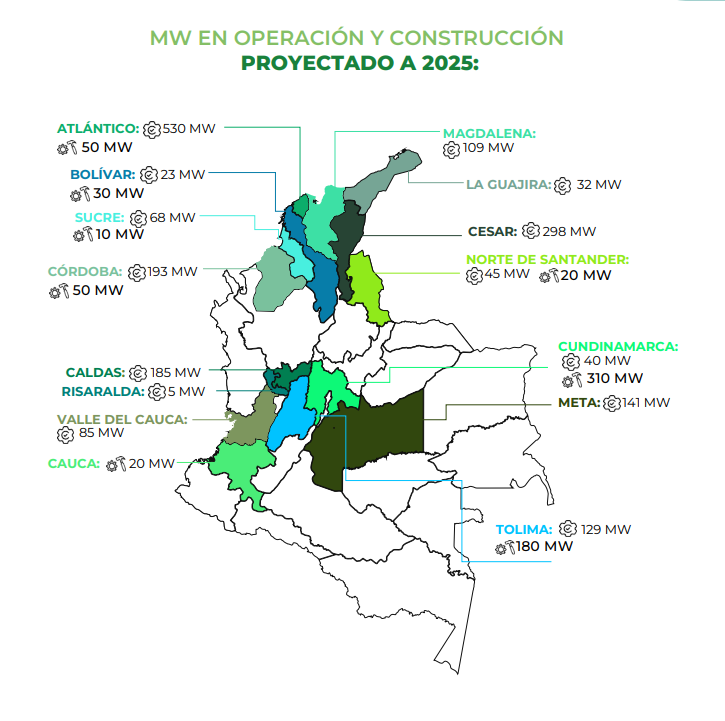 MW EN OPERACIÓN Y CONSTRUCCIÓN
PROYECTADO A 2025:
ATLÁNTICO: 530 MW
50 MW
BOLÍVAR: 23 MW
30 MW
SUCRE: 68 MW
10 MW
CÓRDOBA: 193 MW
50 MW
CALDAS: 185 MW
RISARALDA: 5 MW
VALLE DEL CAUCA:
85 MW
CAUCA: 20 MW
MAGDALENA:
109 MW
LA GUAJIRA: 32 MW
CESAR: 298 MW
NORTE DE SANTANDER:
45 MW 20 MW
CUNDINAMARCA:
40 MW
310 MW
META: 141 MW
TOLIMA: 129 MW
180 MW